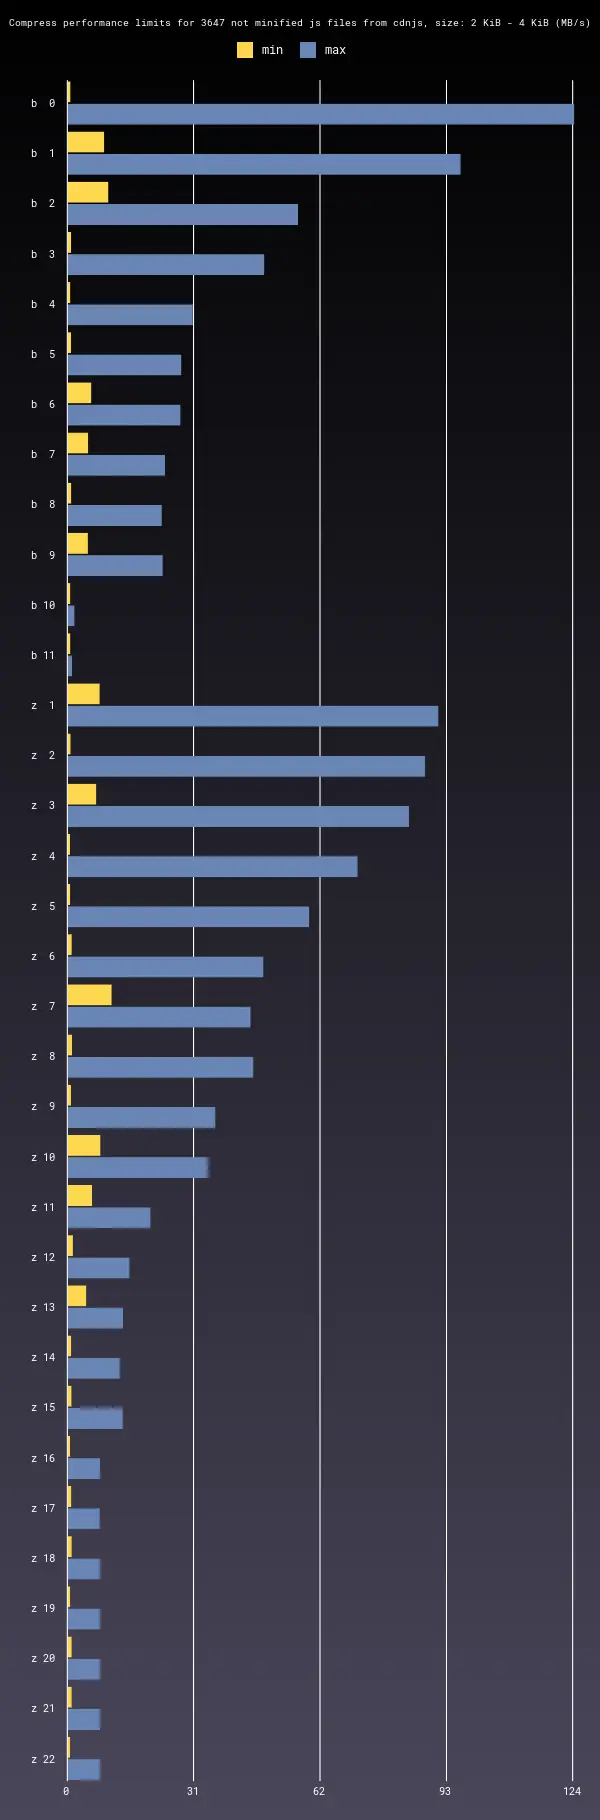 Compress performance limits for 3647 not minified js files from cdnjs, size: 2 KiB - 4 KiB (MB/s)
min max
b 0
b 1
b 2
b 3
b 4
b 5
b 6
b 7
b 8
b 9
b 10
b 11
z 1
z 2
z 3
z 4
z 5
z 6
z 7
z 8
z 9
z 10
z 11
z 12
z 13
z 14
z 15
z 16
z 17
z 18
z 19
z 20
z 21
z 22
0 31 62 93 124